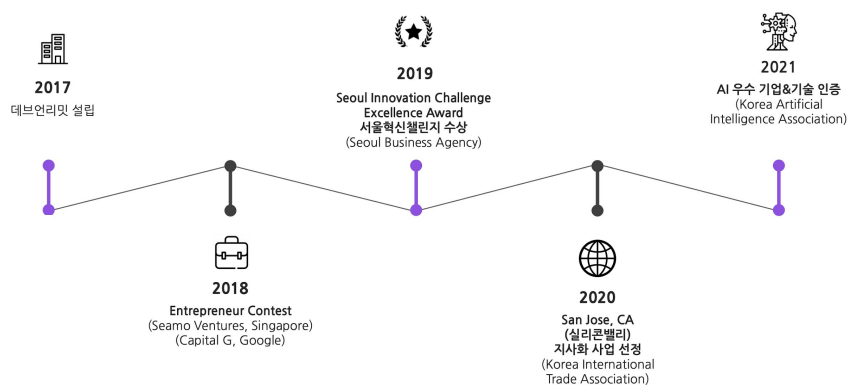 2017
데브언리밋 설립
2018
Entrepreneur Contest
(Seamo Ventures, Singapore)
(Capital G, Google)
2019
Seoul Innovation Challenge
Excellence Award
서울혁신챌린지 수상
(Seoul Business Agency)
2020
San Jose, CA
(실리콘밸리)
지사화 사업 선정
(Korea International
Trade Association)
2021
AI 우수 기업&기술 인증
(Korea Artificial
Intelligence Association)